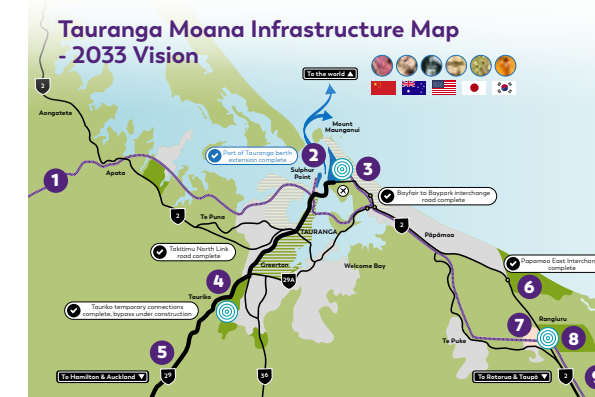 Tauranga Moana Infrastructure Map
- 2033 Vision
To the world ▲
2
Aongatete
Mount
Maunganui
Port of Tauranga berth
extension complete
2
Sulphur
Point
3
1
Apata
Bayfair to Baypark interchange
road complete
2
Te Puna
TAURANGA
2
Pāpāmoa
Takitimu North Link
road complete
Greerton
Welcome Bay
Papamoa East Interchan
complete
4
29A
6
Tauriko
Tauriko temporary connections
complete, bypass under construction
Rangiuru
7
8
Te Puke
5
To Hamilton & Auckland ▼
29
36
To Rotorua & Taupō ▼
2
9